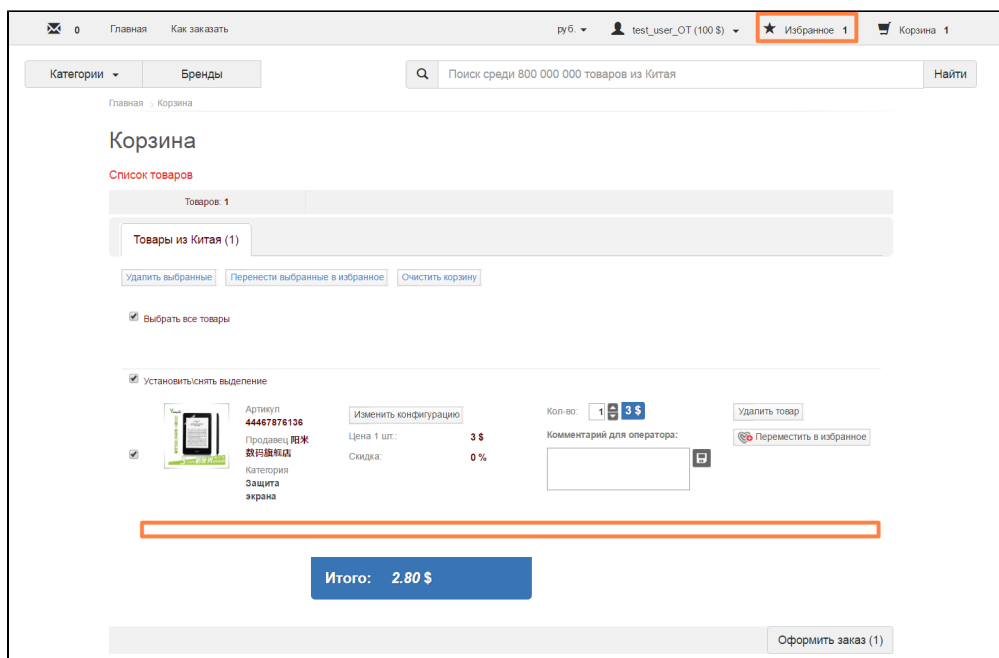 0 Главная Как заказать руб. test_user_OT (100 $) Избранное 1 Корзина 1
Категории Бренды Поиск среди 800 000 000 товаров из Китая Найти
Главная > Корзина
Корзина
Список товаров
Товаров: 1
Товары из Китая (1)
Удалить выбранные Перенести выбранные в избранное Очистить корзину
Выбрать все товары
Установить\снять выделение
Артикул
44467876136
Продавец 阳米
数码旗舰店
Категория
Защита
экрана
Изменить конфигурацию
Цена 1 шт.: 3 $
Скидка: 0 %
Кол-во: 1 3 $
Комментарий для оператора:
Удалить товар
Переместить в избранное
Итого: 2.80 $
Оформить заказ (1)